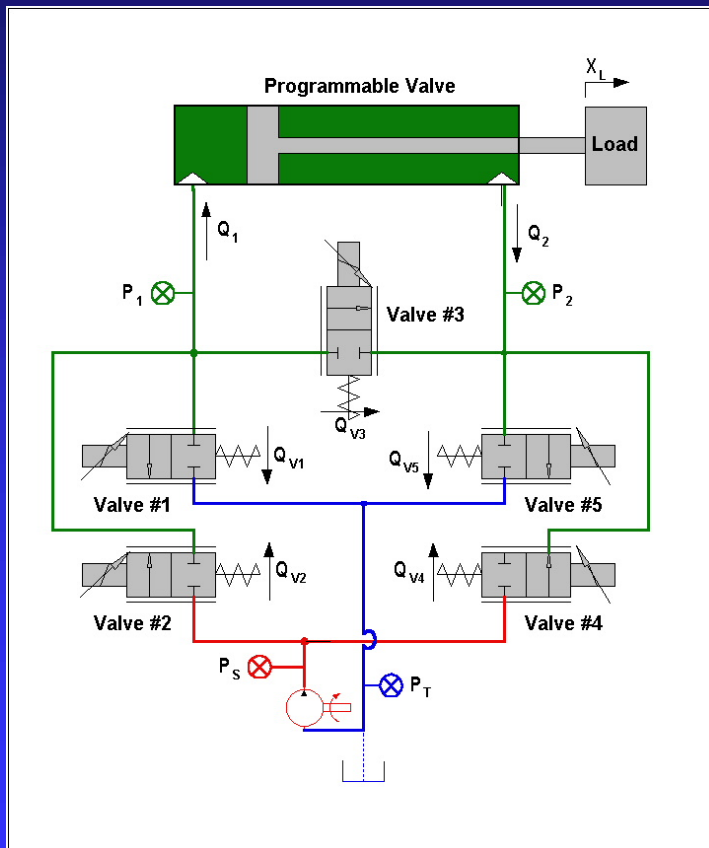 X_L
Programmable Valve
Load
Q_1
Q_2
P_1
P_2
Valve #3
Q_V3
Q_V1
Q_V5
Valve #1
Valve #5
Q_V2
Q_V4
Valve #2
Valve #4
P_S
P_T